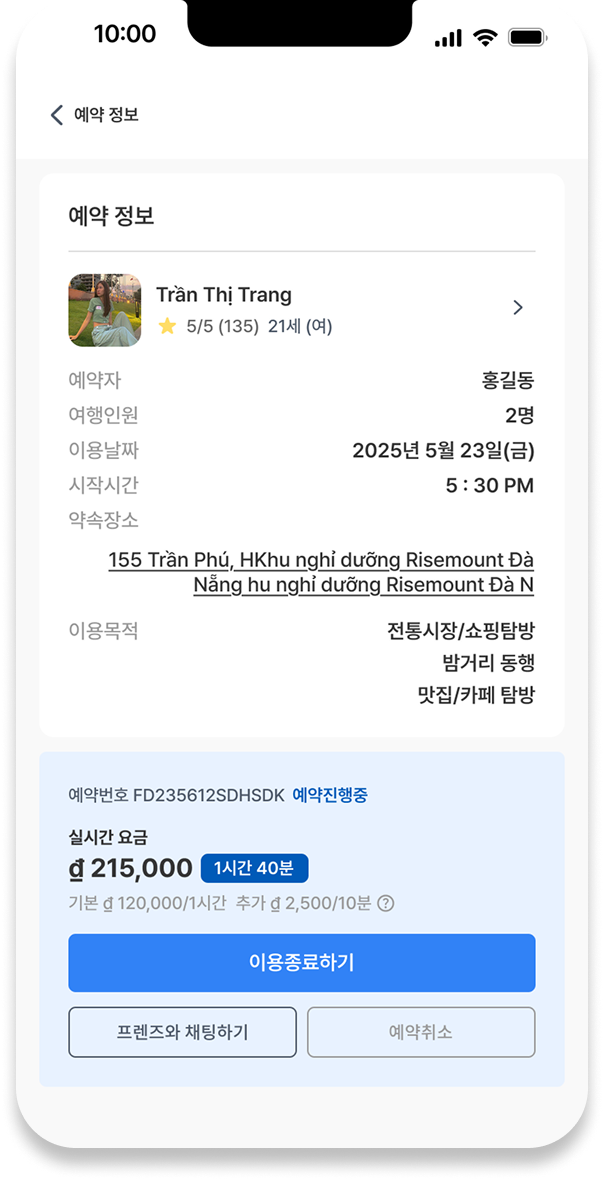 10:00
예약 정보
예약 정보
Trần Thị Trang
5/5 (135) 21세 (여)
예약자 홍길동
여행인원 2명
이용날짜 2025년 5월 23일(금)
시작시간 5 : 30 PM
약속장소
155 Trần Phú, HKhu nghỉ dưỡng Risemount Đà
Nẵng hu nghỉ dưỡng Risemount Đà N
이용목적 전통시장/쇼핑탐방
밤거리 동행
맛집/카페 탐방
예약번호 FD235612SDHSDK 예약진행중
실시간 요금
₫ 215,000 1시간 40분
기본 ₫ 120,000/1시간 추가 ₫ 2,500/10분 ?
이용종료하기
프렌즈와 채팅하기 예약취소